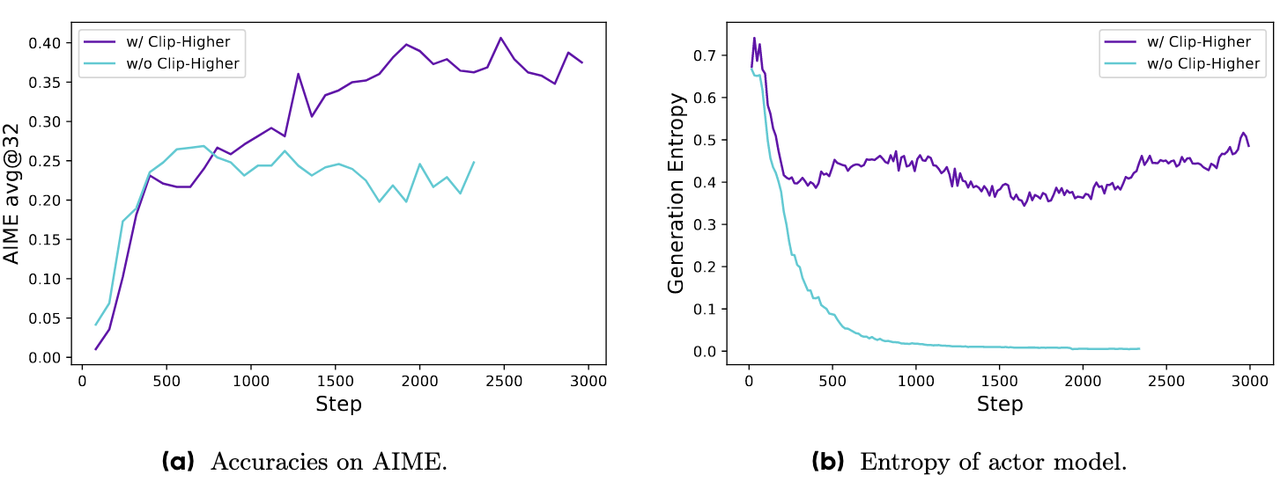 w/ Clip-Higher
w/o Clip-Higher
AIME avg@32
0.40
0.35
0.30
0.25
0.20
0.15
0.10
0.05
0.00
0 500 1000 1500 2000 2500 3000
Step
(a) Accuracies on AIME.
w/ Clip-Higher
w/o Clip-Higher
Generation Entropy
0.7
0.6
0.5
0.4
0.3
0.2
0.1
0.0
0 500 1000 1500 2000 2500 3000
Step
(b) Entropy of actor model.